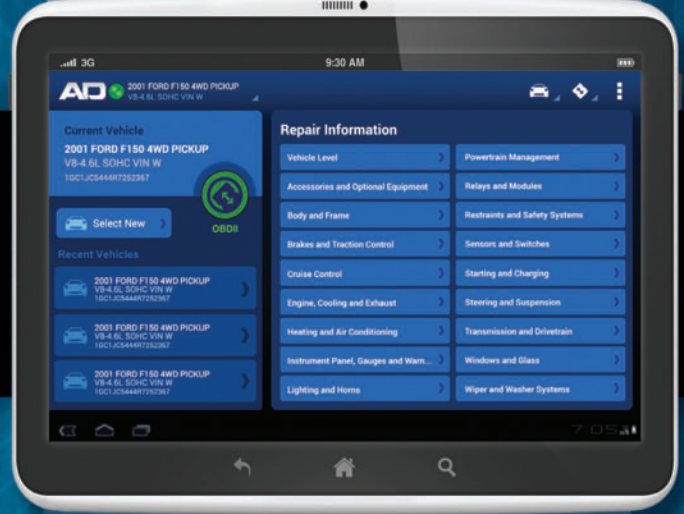 3G
9:30 AM
AD
2001 FORD F150 4WD PICKUP
V8-4.6L SOHC VIN W
Current Vehicle
2001 FORD F150 4WD PICKUP
V8-4.6L SOHC VIN W
1GC1JC5444R7252367
OBDII
Select New
Recent Vehicles
2001 FORD F150 4WD PICKUP
V8-4.6L SOHC VIN W
1GC1JC5444R7252367
2001 FORD F150 4WD PICKUP
V8-4.6L SOHC VIN W
1GC1JC5444R7252367
2001 FORD F150 4WD PICKUP
V8-4.6L SOHC VIN W
1GC1JC5444R7252367
Repair Information
Vehicle Level
Accessories and Optional Equipment
Body and Frame
Brakes and Traction Control
Cruise Control
Engine, Cooling and Exhaust
Heating and Air Conditioning
Instrument Panel, Gauges and Warn...
Lighting and Horns
Powertrain Management
Relays and Modules
Restraints and Safety Systems
Sensors and Switches
Starting and Charging
Steering and Suspension
Transmission and Drivetrain
Windows and Glass
Wiper and Washer Systems
7:05